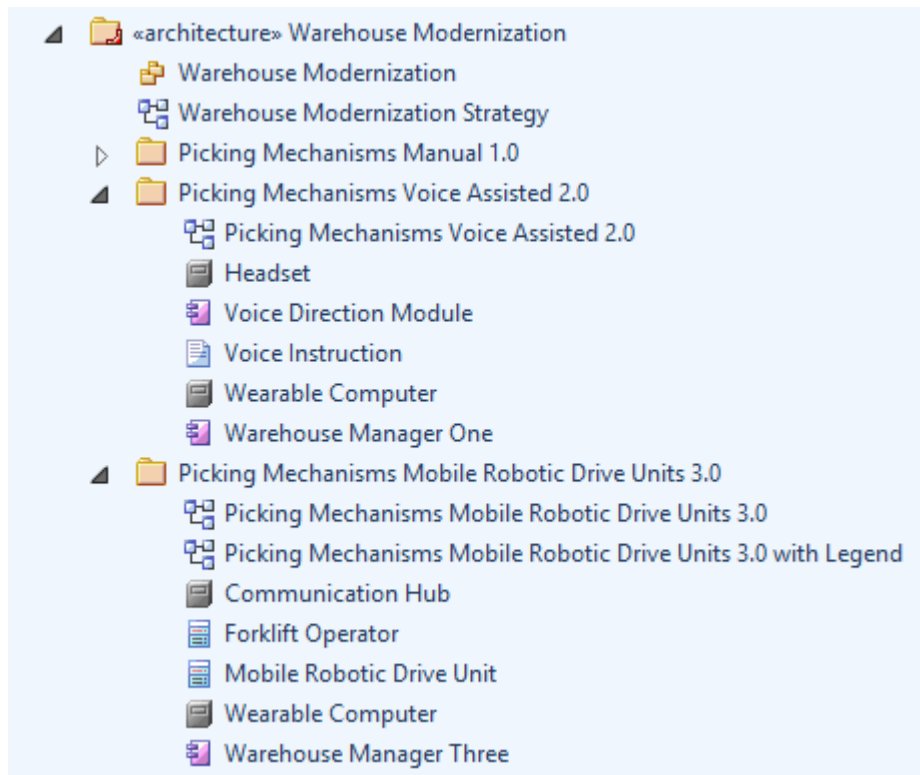 «architecture» Warehouse Modernization
Warehouse Modernization
Warehouse Modernization Strategy
Picking Mechanisms Manual 1.0
Picking Mechanisms Voice Assisted 2.0
Picking Mechanisms Voice Assisted 2.0
Headset
Voice Direction Module
Voice Instruction
Wearable Computer
Warehouse Manager One
Picking Mechanisms Mobile Robotic Drive Units 3.0
Picking Mechanisms Mobile Robotic Drive Units 3.0
Picking Mechanisms Mobile Robotic Drive Units 3.0 with Legend
Communication Hub
Forklift Operator
Mobile Robotic Drive Unit
Wearable Computer
Warehouse Manager Three